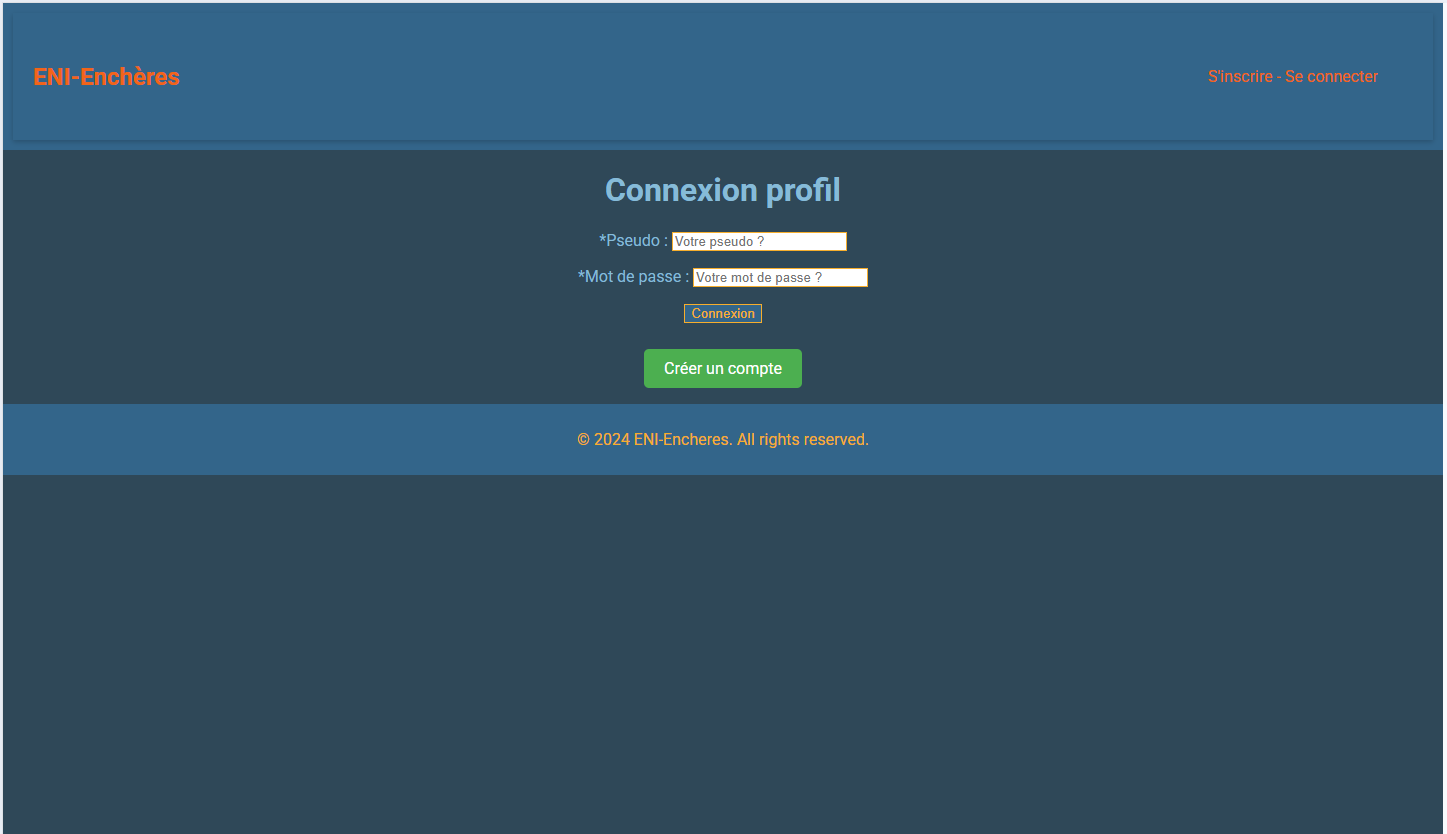 ENI-Enchères
S'inscrire - Se connecter
Connexion profil
*Pseudo : Votre pseudo ?
*Mot de passe : Votre mot de passe ?
Connexion
Créer un compte
© 2024 ENI-Encheres. All rights reserved.